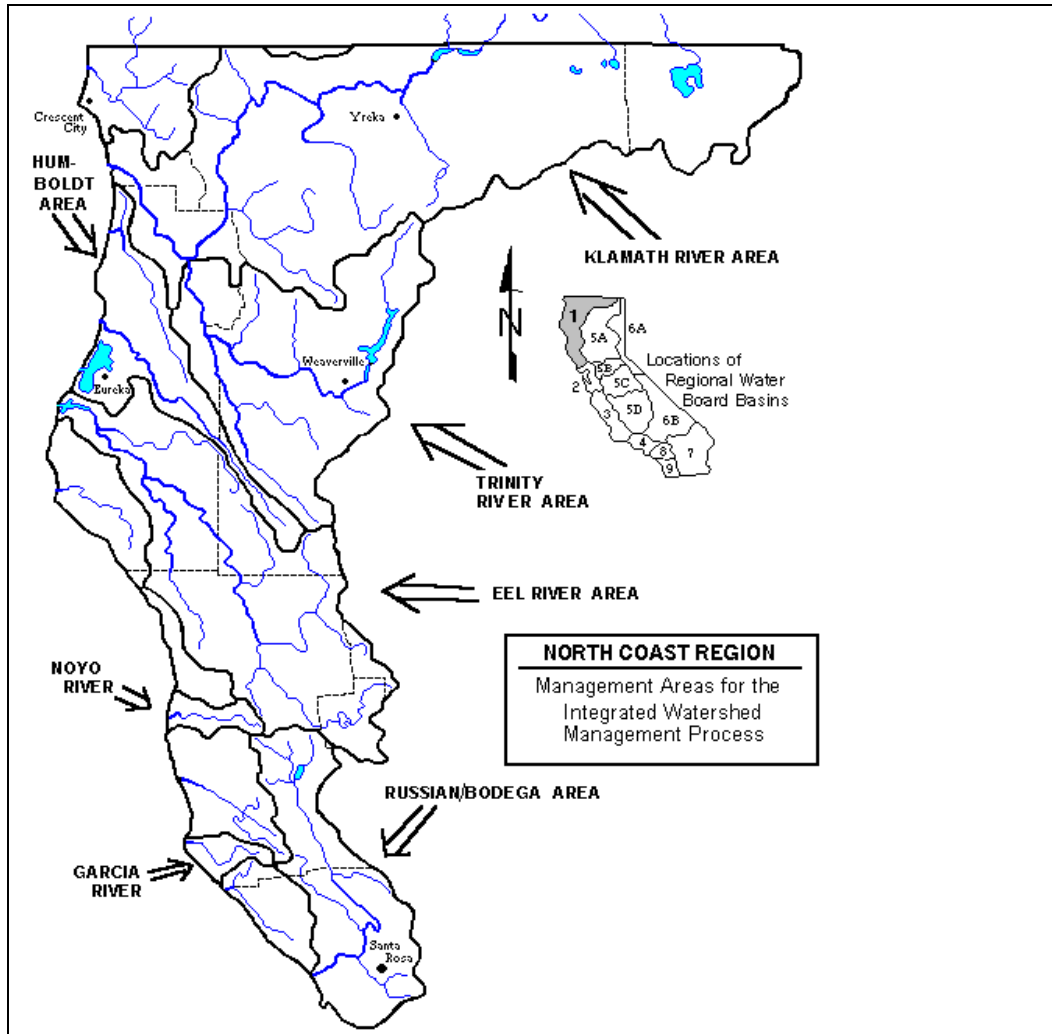 Crescent
City
Yreka
HUM-
BOLDT
AREA
KLAMATH RIVER AREA
N
1
5A
6A
5B
2
5C
3
5D
6B
4
8
7
9
Locations of
Regional Water
Board Basins
Weaverville
Eureka
TRINITY
RIVER AREA
EEL RIVER AREA
NORTH COAST REGION
Management Areas for the
Integrated Watershed
Management Process
NOYO
RIVER
RUSSIAN/BODEGA AREA
GARCIA
RIVER
Santa
Rosa